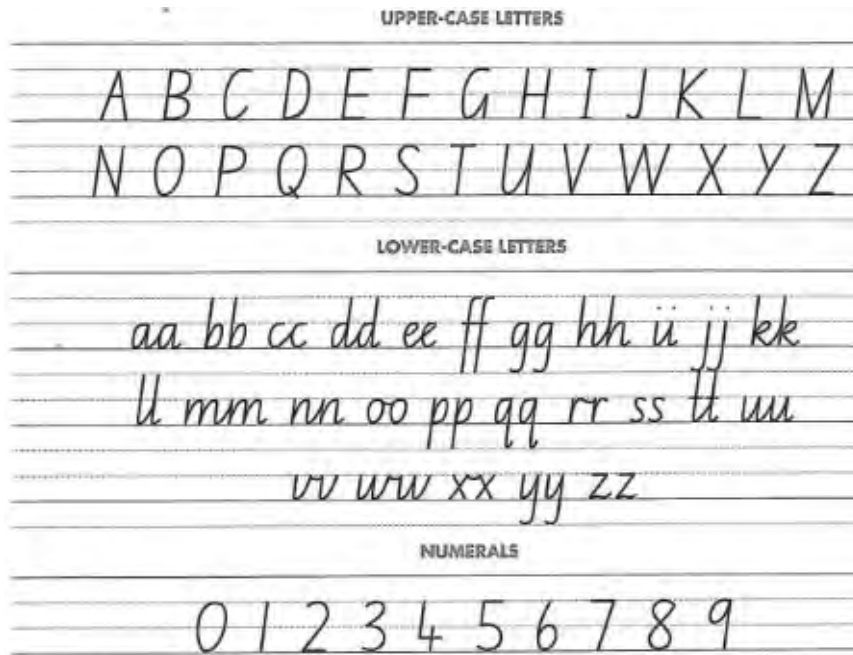 UPPER-CASE LETTERS
A B C D E F G H I J K L M
N O P Q R S T U V W X Y Z
LOWER-CASE LETTERS
aa bb cc dd ee ff gg hh ii jj kk
ll mm nn oo pp qq rr ss tt uu
vv ww xx yy zz
NUMERALS
0 1 2 3 4 5 6 7 8 9